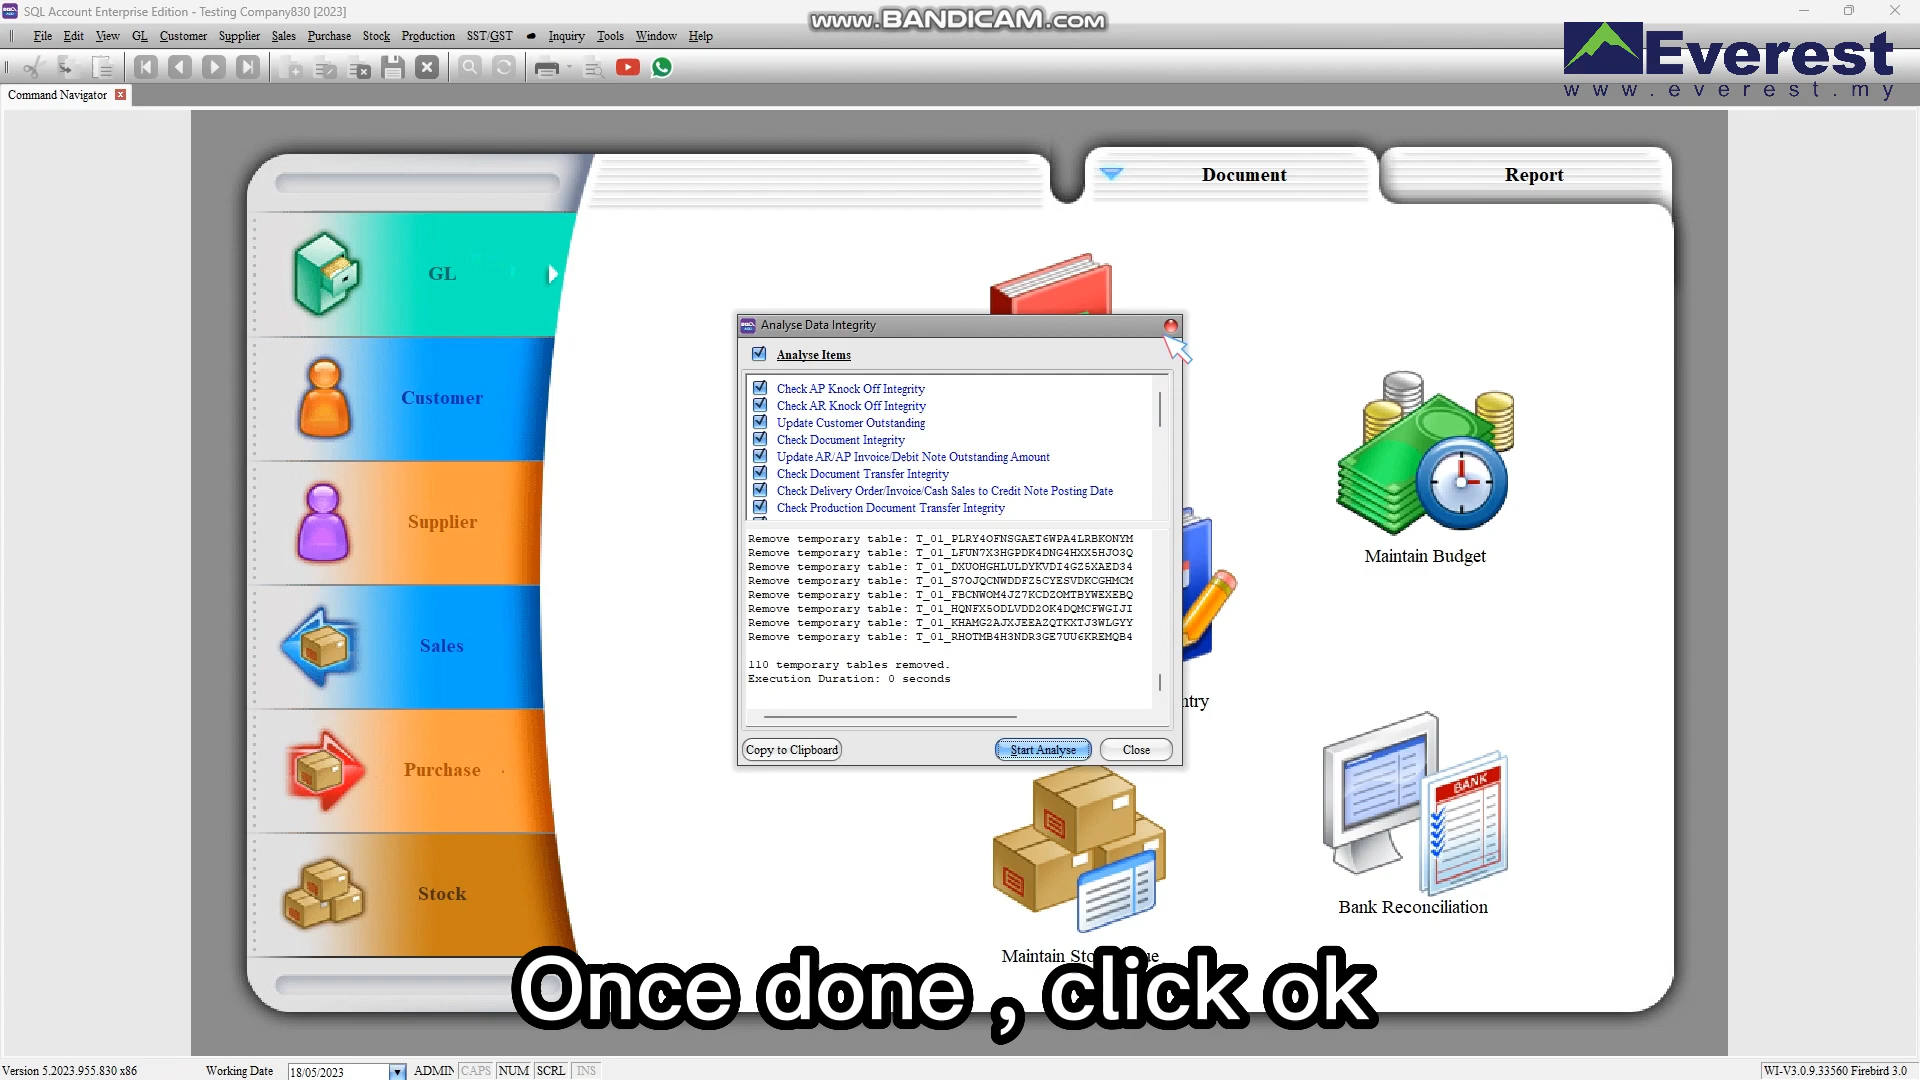 SQL Account Enterprise Edition - Testing Company830 [2023]
www.BANDICAM.com
File Edit View GL Customer Supplier Sales Purchase Stock Production SST/GST Inquiry Tools Window Help
Everest
www.everest.my
Command Navigator
Document
Report
GL
Customer
Supplier
Sales
Purchase
Stock
Analyse Data Integrity
Analyse Items
Check AP Knock Off Integrity
Check AR Knock Off Integrity
Update Customer Outstanding
Check Document Integrity
Update AR/AP Invoice/Debit Note Outstanding Amount
Check Document Transfer Integrity
Check Delivery Order/Invoice/Cash Sales to Credit Note Posting Date
Check Production Document Transfer Integrity
Remove temporary table: T_01_PLRY4OFNSGAET6WPA4LRBKONYM
Remove temporary table: T_01_LFUN7X3HGPDK4DNG4HXX5HJO3Q
Remove temporary table: T_01_DXUOHGHLULDYKVDI4GZ5XAED34
Remove temporary table: T_01_S7OJQCNWDDFZ5CYESVDKCGHMCM
Remove temporary table: T_01_FBCNWOM4JZ7KCDZOMTBYWEXEBQ
Remove temporary table: T_01_HQNFX5ODLVDD2OK4DQMCFWGIJI
Remove temporary table: T_01_KHAMG2AJXJEEAZQTKXTJ3WLGYY
Remove temporary table: T_01_RHOTMB4H3NDR3GE7UU6KREMQB4
110 temporary tables removed.
Execution Duration: 0 seconds
Copy to Clipboard
Start Analyse
Close
Maintain Budget
ntry
BANK
Bank Reconciliation
Maintain Sto
Once done , click ok
Version 5.2023.955.830 x86
Working Date
18/05/2023
ADMIN CAPS NUM SCRL INS
WI-V3.0.9.33560 Firebird 3.0